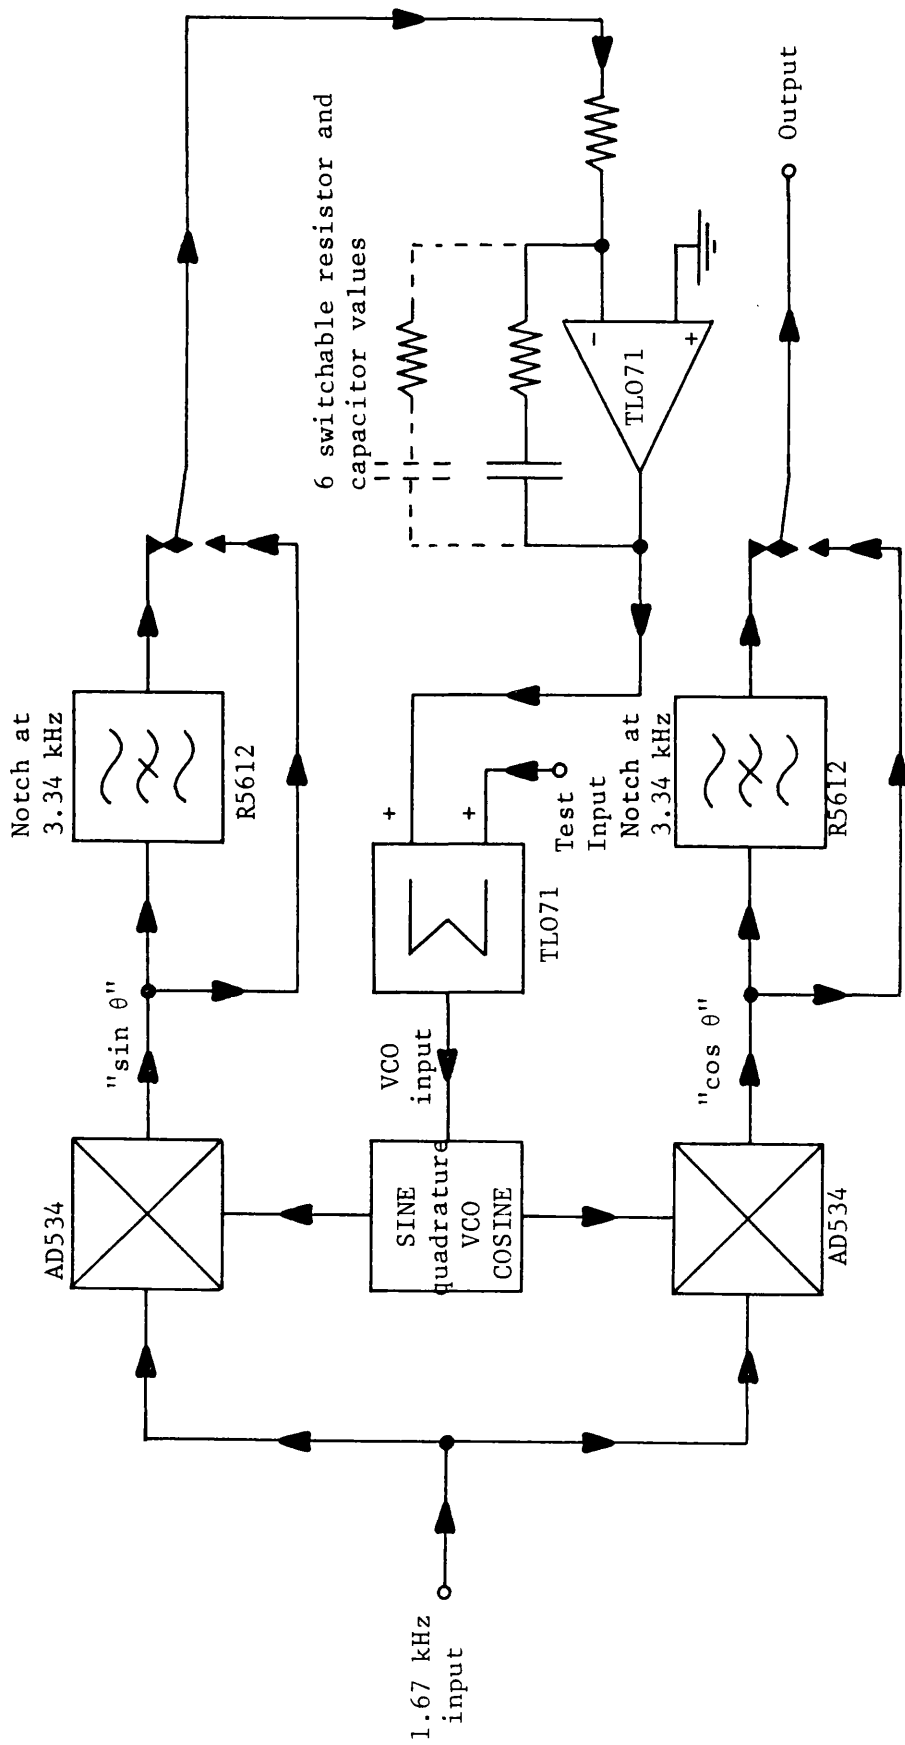 1.67 kHz
input
AD534
"sin θ"
Notch at
3.34 kHz
R5612
SINE
quadrature
VCO
COSINE
VCO
input
TL071
+
+
Test
Input
6 switchable resistor and
capacitor values
TL071
-
+
AD534
"cos θ"
Notch at
3.34 kHz
R5612
Output